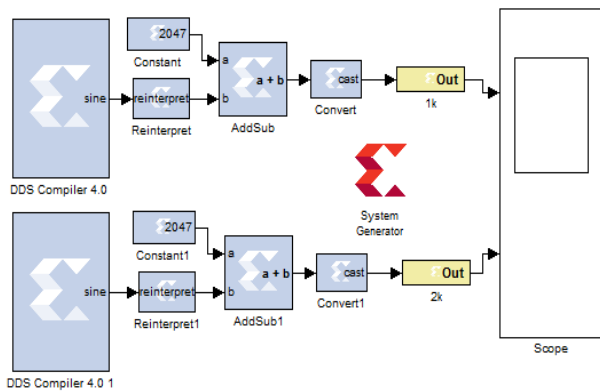 2047
Constant
a
a + b
sine
reinterpret
b
cast
Out
Reinterpret
AddSub
Convert
1k
DDS Compiler 4.0
System
Generator
2047
Constant1
a
a + b
sine
reinterpret
b
cast
Out
Reinterpret1
AddSub1
Convert1
2k
Scope
DDS Compiler 4.0 1